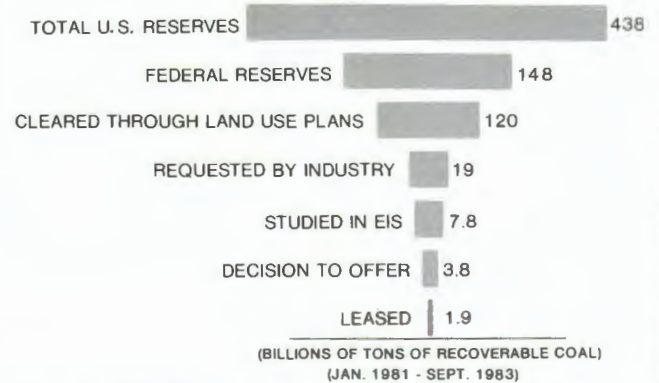 TOTAL U.S. RESERVES 438
FEDERAL RESERVES 148
CLEARED THROUGH LAND USE PLANS 120
REQUESTED BY INDUSTRY 19
STUDIED IN EIS 7.8
DECISION TO OFFER 3.8
LEASED 1.9
(BILLIONS OF TONS OF RECOVERABLE COAL)
(JAN. 1981 - SEPT. 1983)